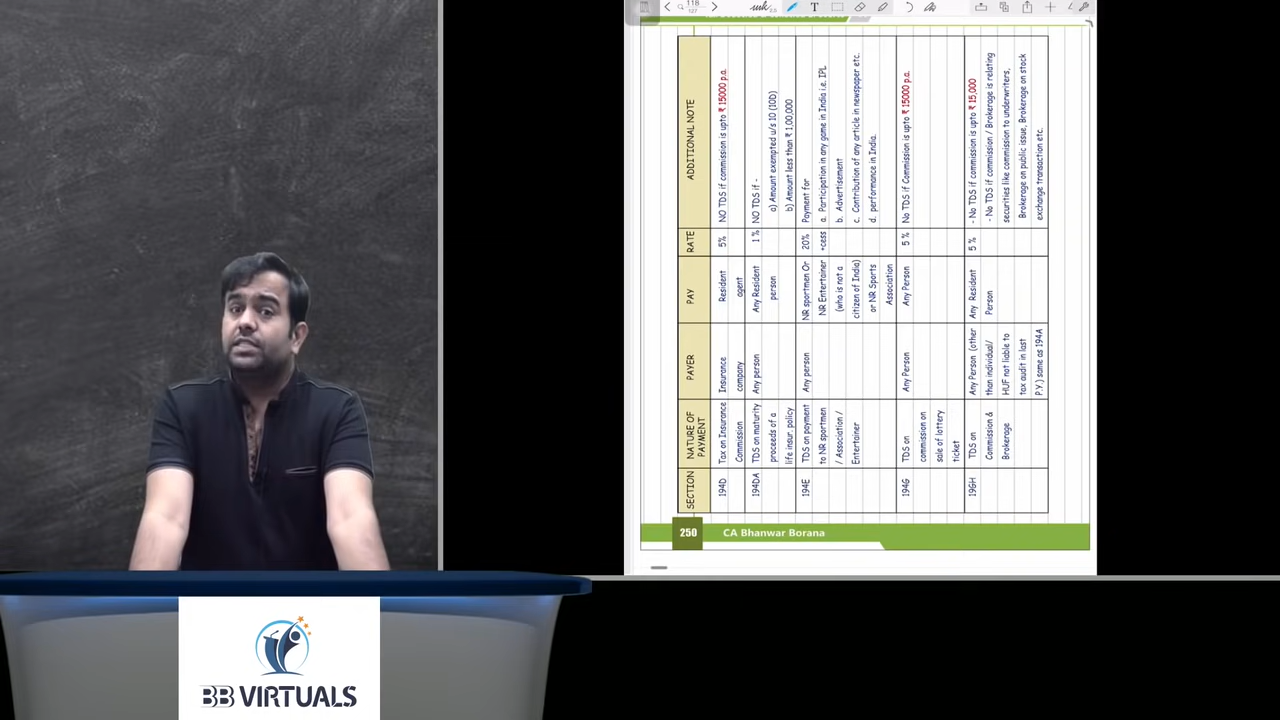 118
127
SECTION
NATURE OF
PAYMENT
PAYER
PAY
RATE
ADDITIONAL NOTE
194D
Tax on Insurance
Commission
Insurance
company
Resident
agent
5%
NO TDS if commission is upto ₹ 15000 p.a.
194DA
TDS on maturity
proceeds of a
life insur. policy
Any person
Any Resident
person
1 %
NO TDS if -
a) Amount exempted u/s 10 (10D)
b) Amount less than ₹ 1,00,000
194E
TDS on payment
to NR sportmen
/ Association /
Entertainer
Any person
NR sportmen Or
NR Entertainer
(who is not a
citizen of India)
or NR Sports
Association
20%
+cess
Payment for
a. Participation in any game in India i.e. IPL
b. Advertisement
c. Contribution of any article in newspaper etc.
d. performance in India.
194G
TDS on
commission on
sale of lottery
ticket
Any Person
Any Person
5 %
No TDS if Commission is upto ₹ 15000 p.a.
19GH
TDS on
Commission &
Brokerage
Any Person (other
than individual/
HUF not liable to
tax audit in last
P.Y.) same as 194A
Any Resident
Person
5 %
- No TDS if commission is upto ₹ 15,000
- No TDS if commission / Brokerage is relating
securities like commission to underwriters,
Brokerage on public issue, Brokerage on stock
exchange transaction etc.
250
CA Bhanwar Borana
BB VIRTUALS